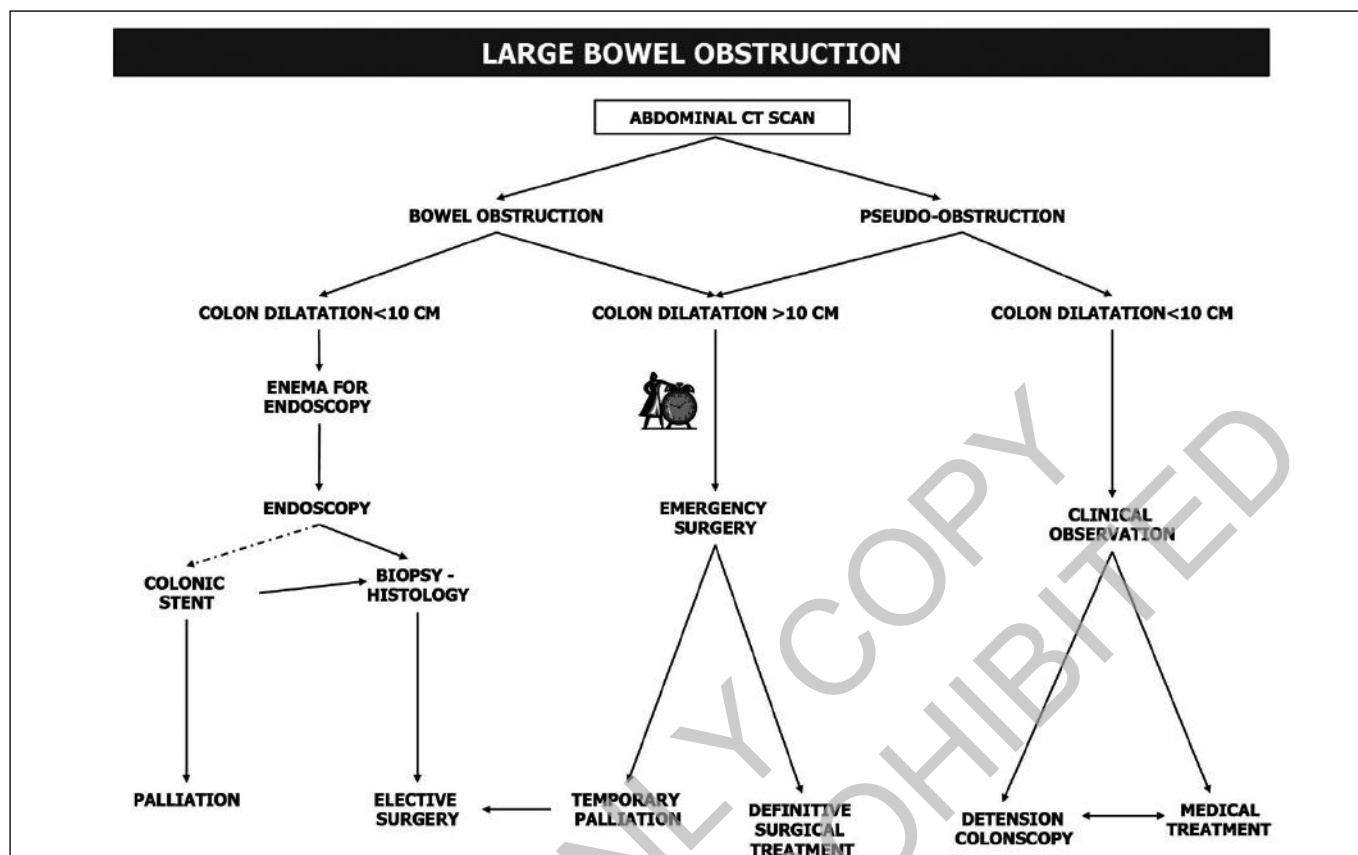 LARGE BOWEL OBSTRUCTION
ABDOMINAL CT SCAN
BOWEL OBSTRUCTION
PSEUDO-OBSTRUCTION
COLON DILATATION<10 CM
COLON DILATATION >10 CM
COLON DILATATION<10 CM
ENEMA FOR
ENDOSCOPY
ENDOSCOPY
EMERGENCY
SURGERY
CLINICAL
OBSERVATION
COLONIC
STENT
BIOPSY -
HISTOLOGY
PALLIATION
ELECTIVE
SURGERY
TEMPORARY
PALLIATION
DEFINITIVE
SURGICAL
TREATMENT
DETENSION
COLONSCOPY
MEDICAL
TREATMENT
NLY COPY
OHIBITED